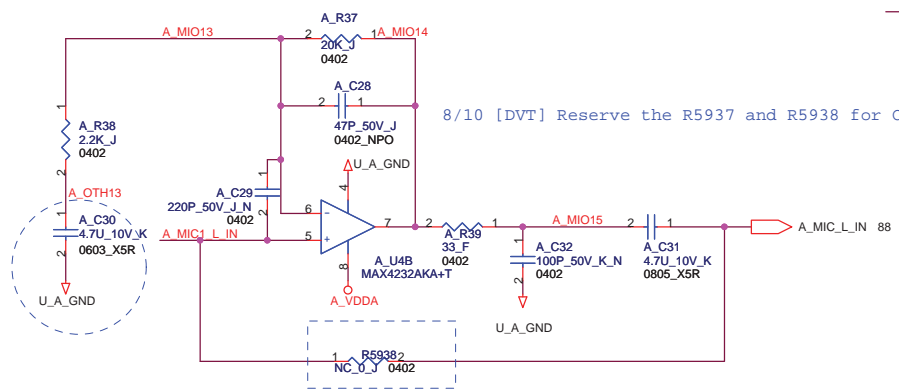 A_MIO13
2
A_R37
1
A_MIO14
20K_J
0402
A_C28
2
1
47P_50V_J
0402_NPO
8/10 [DVT] Reserve the R5937 and R5938 for
1
A_R38
2.2K_J
0402
2
A_OTH13
1
A_C30
4.7U_10V_K
0603_X5R
2
U_A_GND
1
A_C29
220P_50V_J_N
0402
2
A_MIC1_L_IN
U_A_GND
4
6
5
7
8
A_U4B
MAX4232AKA+T
A_VDDA
2
1
A_R39
33_F
0402
A_MIO15
1
A_C32
100P_50V_K_N
0402
2
U_A_GND
2
1
A_C31
4.7U_10V_K
0805_X5R
A_MIC_L_IN 88
1
R5938
2
NC_0_J
0402